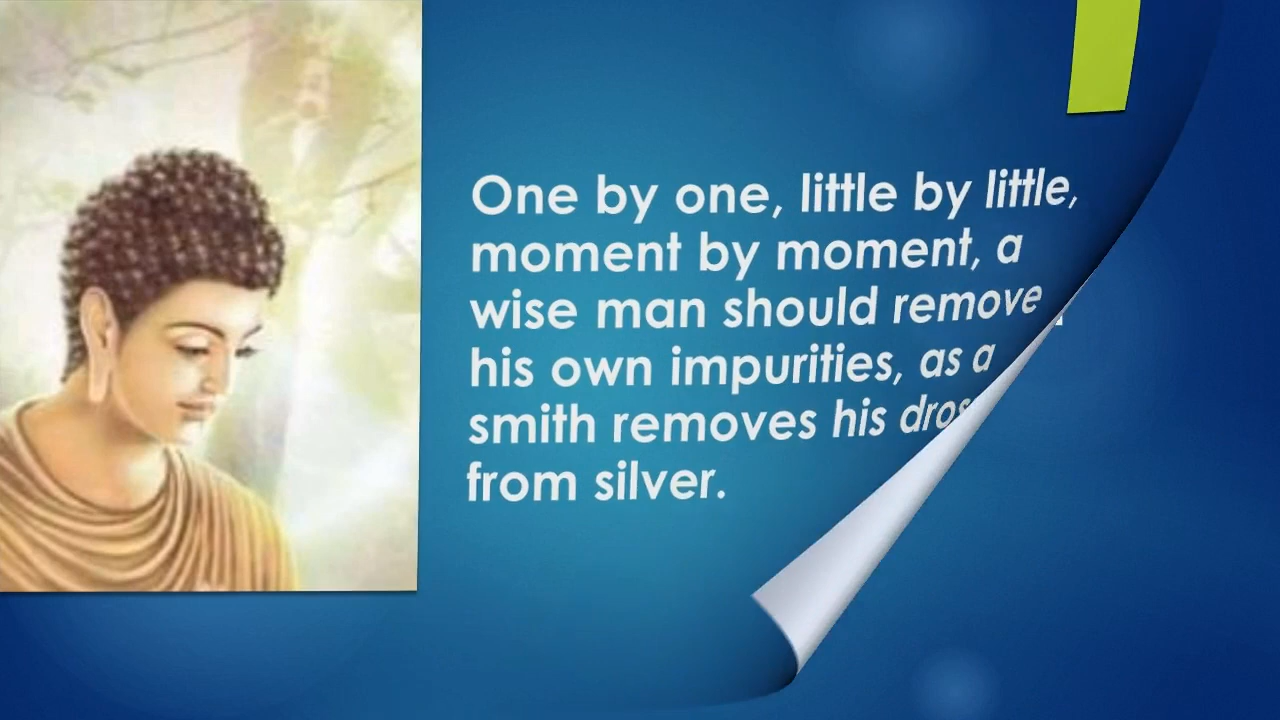 One by one, little by little,
moment by moment, a
wise man should remove
his own impurities, as a
smith removes his dros
from silver.